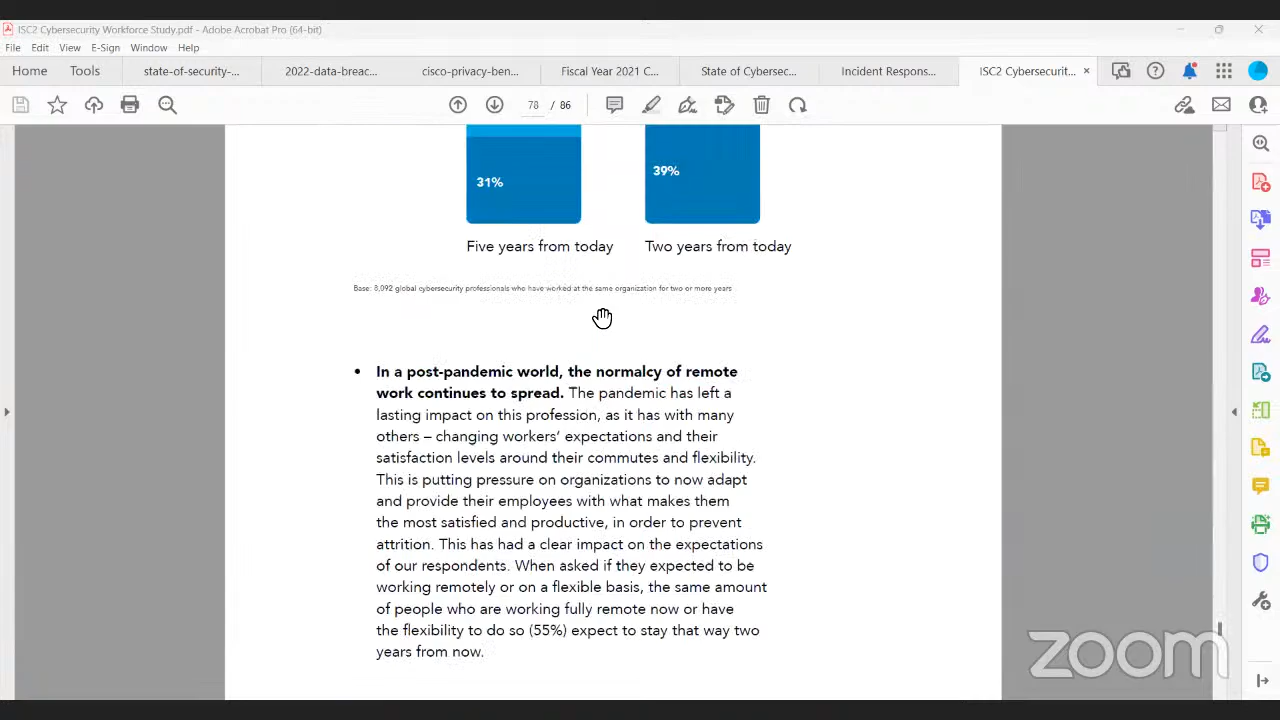 ISC2 Cybersecurity Workforce Study.pdf - Adobe Acrobat Pro (64-bit)
File Edit View E-Sign Window Help
Home Tools state-of-security-... 2022-data-breac... cisco-privacy-ben... Fiscal Year 2021 C... State of Cybersec... Incident Respons... ISC2 Cybersecurit... ×
78 / 86
31%
39%
Five years from today Two years from today
Base: 8,092 global cybersecurity professionals who have worked at the same organization for two or more years
• In a post-pandemic world, the normalcy of remote
work continues to spread. The pandemic has left a
lasting impact on this profession, as it has with many
others – changing workers’ expectations and their
satisfaction levels around their commutes and flexibility.
This is putting pressure on organizations to now adapt
and provide their employees with what makes them
the most satisfied and productive, in order to prevent
attrition. This has had a clear impact on the expectations
of our respondents. When asked if they expected to be
working remotely or on a flexible basis, the same amount
of people who are working fully remote now or have
the flexibility to do so (55%) expect to stay that way two
years from now.
zoom